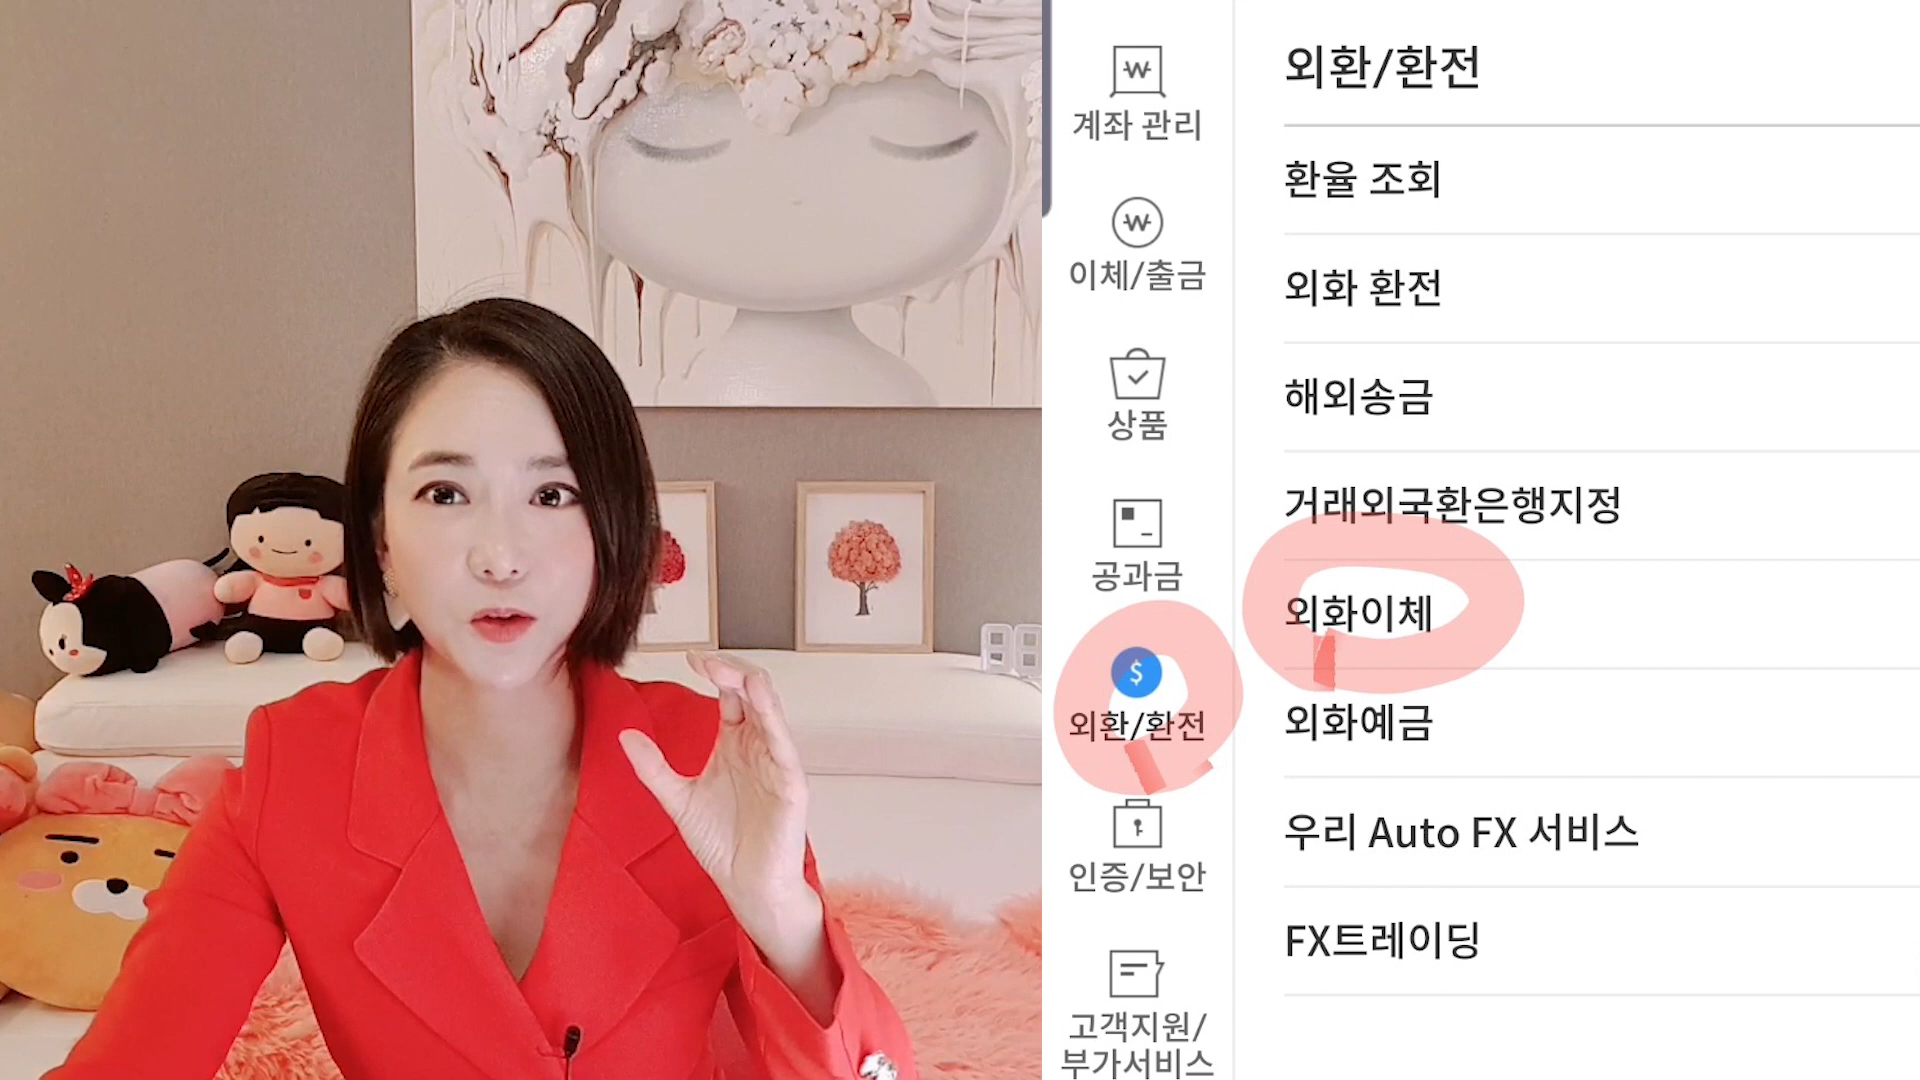 계좌 관리
이체/출금
상품
공과금
외환/환전
인증/보안
고객지원/
부가서비스
외환/환전
환율 조회
외화 환전
해외송금
거래외국환은행지정
외화이체
외화예금
우리 Auto FX 서비스
FX트레이딩